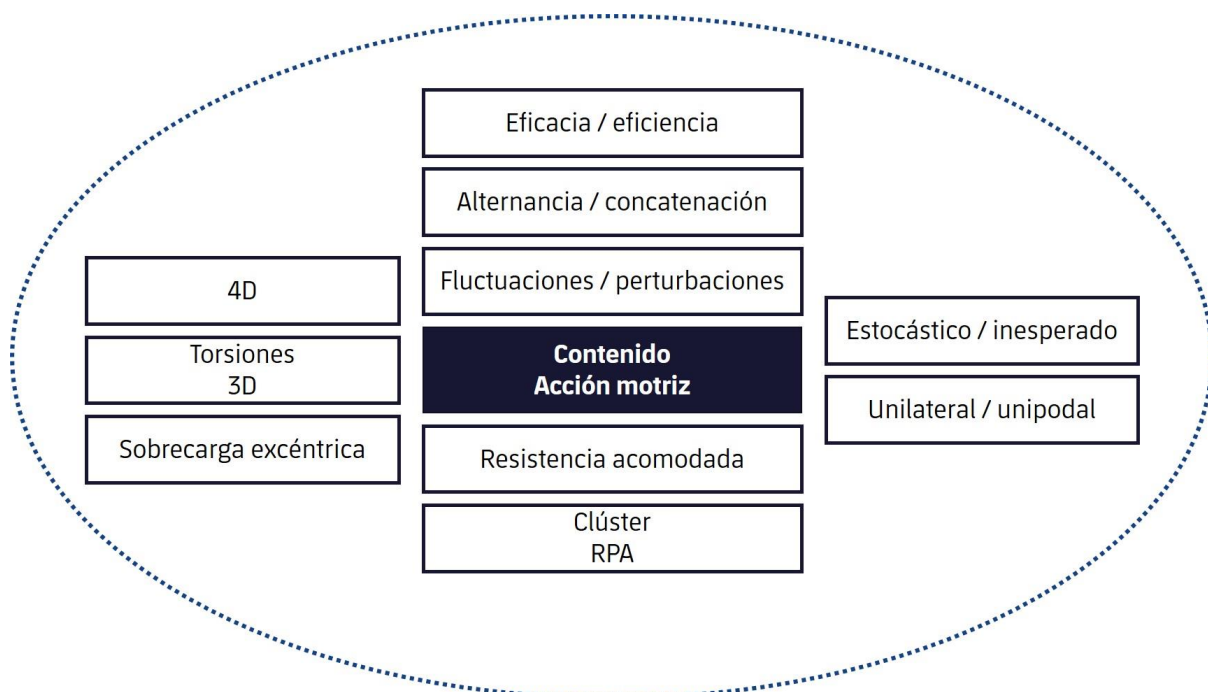 Eficacia / eficiencia
Alternancia / concatenación
Fluctuaciones / perturbaciones
4D
Torsiones
3D
Sobrecarga excéntrica
Contenido
Acción motriz
Estocástico / inesperado
Unilateral / unipodal
Resistencia acomodada
Clúster
RPA